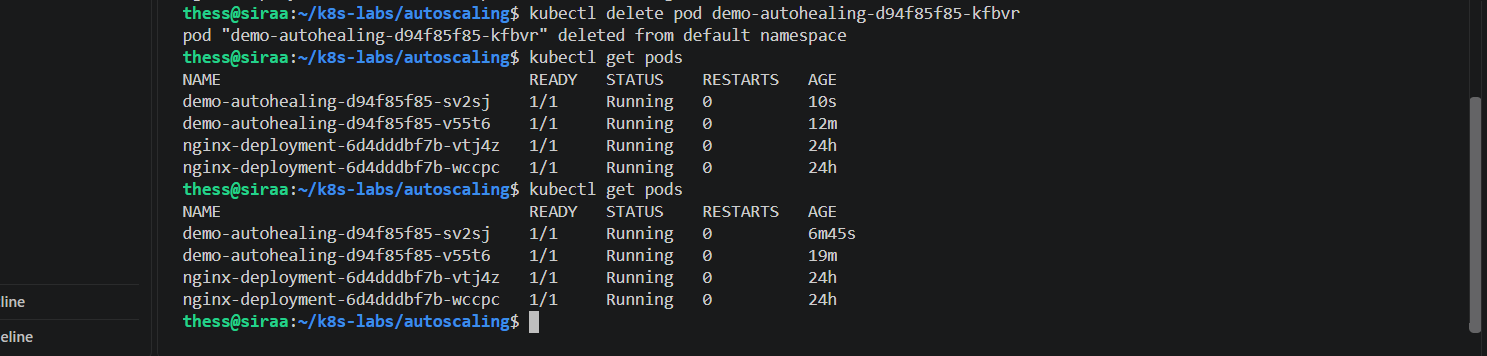 thess@siraa:~/k8s-labs/autoscaling$ kubectl delete pod demo-autohealing-d94f85f85-kfbvr
pod "demo-autohealing-d94f85f85-kfbvr" deleted from default namespace
thess@siraa:~/k8s-labs/autoscaling$ kubectl get pods
NAME READY STATUS RESTARTS AGE
demo-autohealing-d94f85f85-sv2sj 1/1 Running 0 10s
demo-autohealing-d94f85f85-v55t6 1/1 Running 0 12m
nginx-deployment-6d4dddbf7b-vtj4z 1/1 Running 0 24h
nginx-deployment-6d4dddbf7b-wccpc 1/1 Running 0 24h
thess@siraa:~/k8s-labs/autoscaling$ kubectl get pods
NAME READY STATUS RESTARTS AGE
demo-autohealing-d94f85f85-sv2sj 1/1 Running 0 6m45s
demo-autohealing-d94f85f85-v55t6 1/1 Running 0 19m
nginx-deployment-6d4dddbf7b-vtj4z 1/1 Running 0 24h
nginx-deployment-6d4dddbf7b-wccpc 1/1 Running 0 24h
thess@siraa:~/k8s-labs/autoscaling$
tline
eline